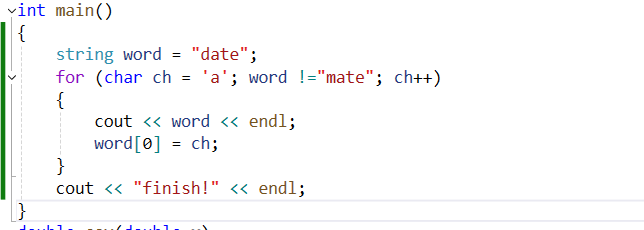 int main()
{
string word = "date";
for (char ch = 'a'; word !="mate"; ch++)
{
cout << word << endl;
word[0] = ch;
}
cout << "finish!" << endl;
}